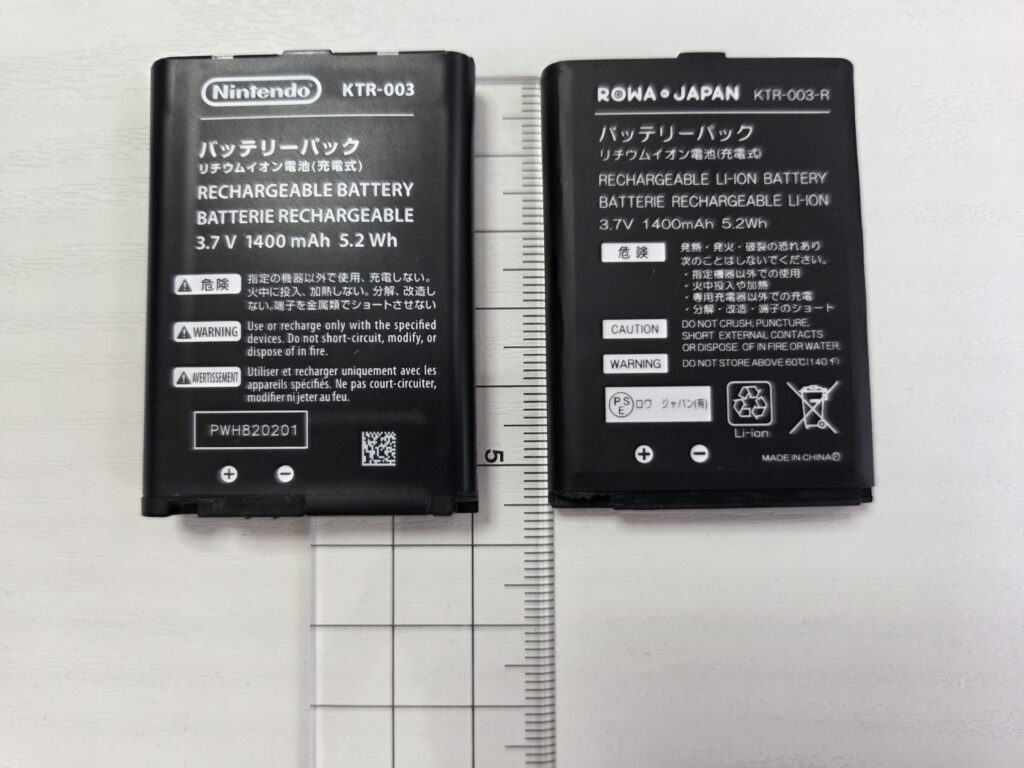 Nintendo KTR-003
バッテリーパック
リチウムイオン電池(充電式)
RECHARGEABLE BATTERY
BATTERIE RECHARGEABLE
3.7 V 1400 mAh 5.2 Wh
危険
指定の機器以外で使用、充電しない。
火中に投入、加熱しない。分解、改造し
ない。端子を金属類でショートさせない
WARNING
Use or recharge only with the specified
devices. Do not short-circuit, modify, or
dispose of in fire.
AVERTISSEMENT
Utiliser et recharger uniquement avec les
appareils spécifiés. Ne pas court-circuiter,
modifier ni jeter au feu.
PWH820201
+ −
5
ROWA JAPAN KTR-003-R
バッテリーパック
リチウムイオン電池(充電式)
RECHARGEABLE LI-ION BATTERY
BATTERIE RECHARGEABLE LI-ION
3.7V 1400mAh 5.2Wh
危険
発熱・発火・破裂の恐れあり
次のことはしないでください。
・指定機器以外での使用
・火中投入や加熱
・専用充電器以外での充電
・分解・改造・端子のショート
CAUTION
DO NOT CRUSH, PUNCTURE,
SHORT EXTERNAL CONTACTS
OR DISPOSE OF IN FIRE OR WATER.
WARNING
DO NOT STORE ABOVE 60℃(140℉)
PSE ロワ ジャパン(有)
Li-ion
+ −
MADE IN CHINA Ⓟ